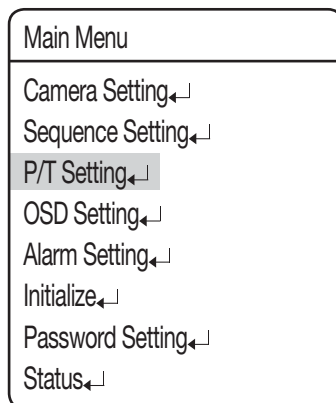 Main Menu
Camera Setting↵
Sequence Setting↵
P/T Setting↵
OSD Setting↵
Alarm Setting↵
Initialize↵
Password Setting↵
Status↵